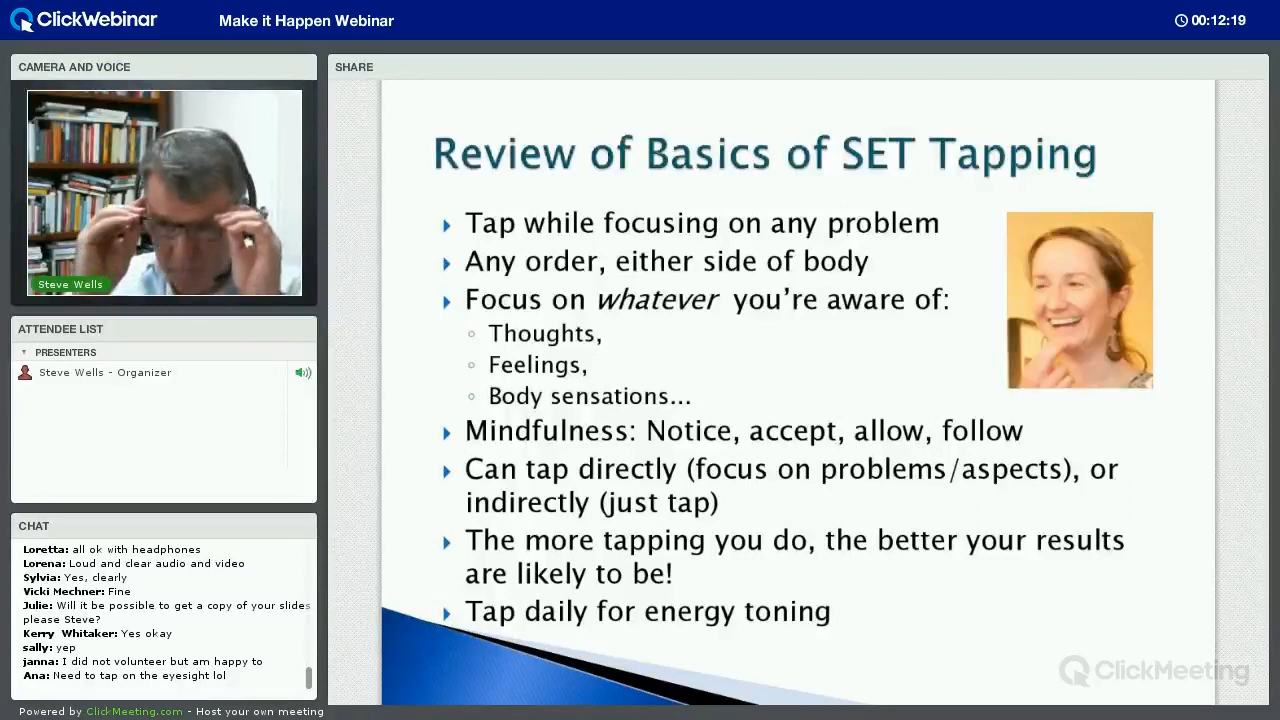 ClickWebinar
Make it Happen Webinar
00:12:19
CAMERA AND VOICE
Steve Wells
ATTENDEE LIST
PRESENTERS
Steve Wells - Organizer
CHAT
Loretta: all ok with headphones
Lorena: Loud and clear audio and video
Sylvia: Yes, clearly
Vicki Mechner: Fine
Julie: Will it be possible to get a copy of your slides
please Steve?
Kerry Whitaker: Yes okay
sally: yep
janna: I did not volunteer but am happy to
Ana: Need to tap on the eyesight lol
Powered by ClickMeeting.com - Host your own meeting
SHARE
Review of Basics of SET Tapping
Tap while focusing on any problem
Any order, either side of body
Focus on whatever you’re aware of:
Thoughts,
Feelings,
Body sensations...
Mindfulness: Notice, accept, allow, follow
Can tap directly (focus on problems/aspects), or
indirectly (just tap)
The more tapping you do, the better your results
are likely to be!
Tap daily for energy toning
ClickMeeting